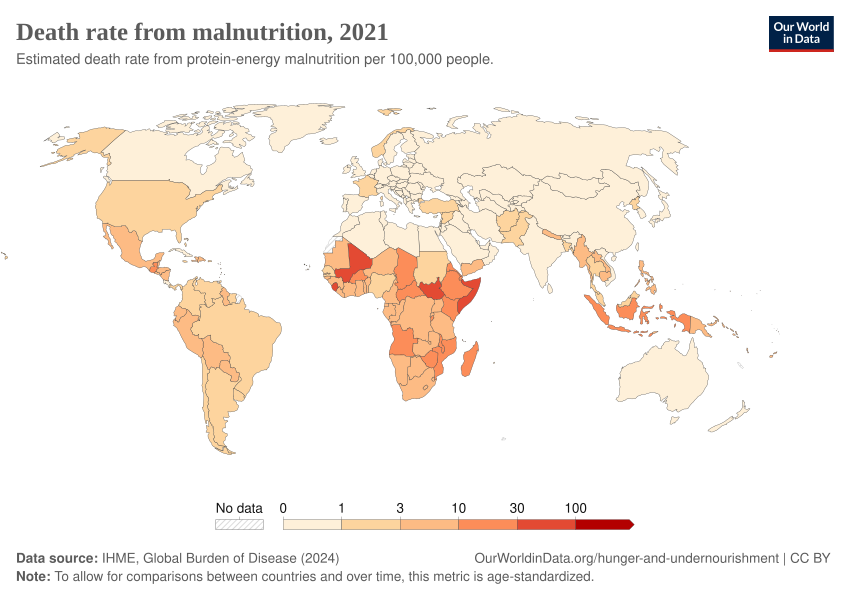 Death rate from malnutrition, 2021
Estimated death rate from protein-energy malnutrition per 100,000 people.
Our World
in Data
No data
0
1
3
10
30
100
Data source: IHME, Global Burden of Disease (2024)
OurWorldinData.org/hunger-and-undernourishment | CC BY
Note: To allow for comparisons between countries and over time, this metric is age-standardized.